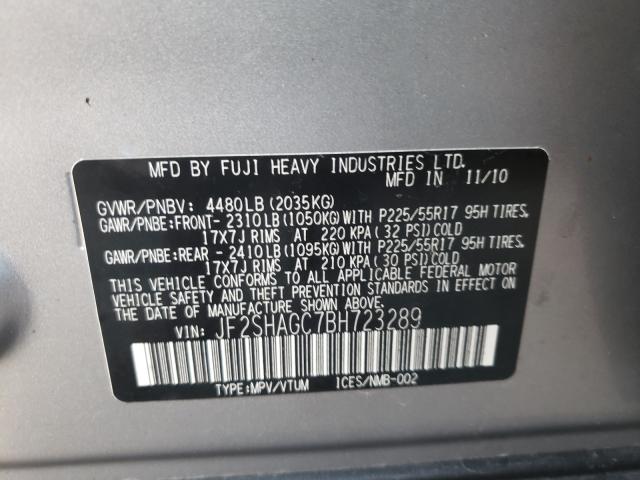 MFD BY FUJI HEAVY INDUSTRIES LTD.
MFD IN 11/10
GVWR/PNBV: 4480LB(2035KG)
GAWR/PNBE:FRONT-2310LB(1050KG)WITH P225/55R17 95H TIRES,
17X7J RIMS AT 220 KPA(32 PSI)COLD
GAWR/PNBE:REAR -2410LB(1095KG)WITH P225/55R17 95H TIRES,
17X7J RIMS AT 210 KPA(30 PSI)COLD
THIS VEHICLE CONFORMS TO ALL APPLICABLE FEDERAL MOTOR
VEHICLE SAFETY AND THEFT PREVENTION STANDARDS IN EFFECT ON
THE DATE OF MANUFACTURE SHOWN ABOVE.
VIN: JF2SHAGC7BH723289
TYPE:MPV/VTUM ICES/NMB-002